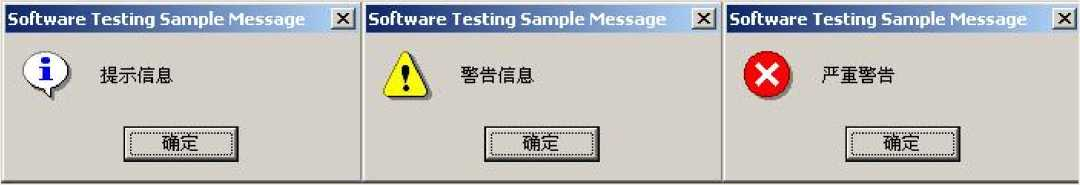 Software Testing Sample Message
提示信息
确定
Software Testing Sample Message
警告信息
确定
Software Testing Sample Message
严重警告
确定